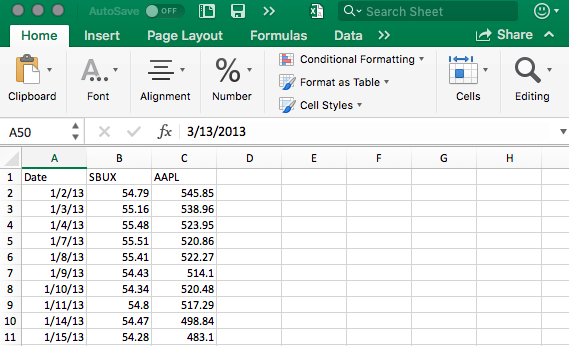 AutoSave OFF Search Sheet
Home Insert Page Layout Formulas Data >> Share
Conditional Formatting
Format as Table
Cell Styles
Clipboard Font Alignment Number Cells Editing
A50 fx 3/13/2013
A B C D E F G H
1 Date SBUX AAPL
2 1/2/13 54.79 545.85
3 1/3/13 55.16 538.96
4 1/4/13 55.48 523.95
5 1/7/13 55.51 520.86
6 1/8/13 55.41 522.27
7 1/9/13 54.43 514.1
8 1/10/13 54.34 520.48
9 1/11/13 54.8 517.29
10 1/14/13 54.47 498.84
11 1/15/13 54.28 483.1